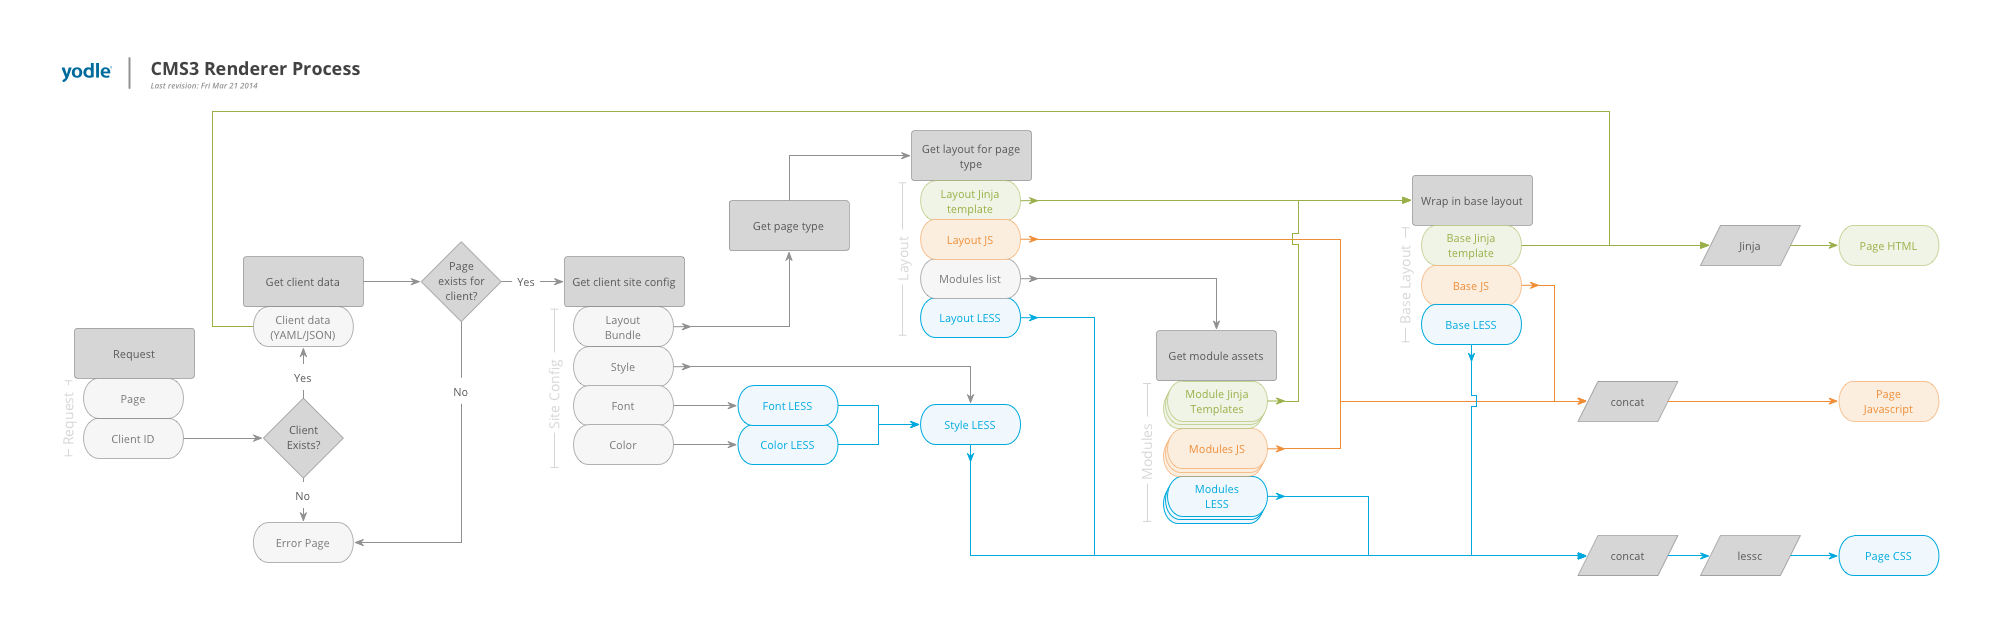 yodle
CMS3 Renderer Process
Last revision: Fri Mar 21 2014
Request
Request
Page
Client ID
Get client data
Client data
(YAML/JSON)
Yes
Client
Exists?
No
Error Page
Page
exists for
client?
Yes
No
Get client site config
Site Config
Layout
Bundle
Style
Font
Color
Font LESS
Color LESS
Get page type
Get layout for page
type
Layout
Layout Jinja
template
Layout JS
Modules list
Layout LESS
Style LESS
Get module assets
Modules
Module Jinja
Templates
Modules JS
Modules
LESS
Wrap in base layout
Base Layout
Base Jinja
template
Base JS
Base LESS
Jinja
Page HTML
concat
Page
Javascript
concat
lessc
Page CSS